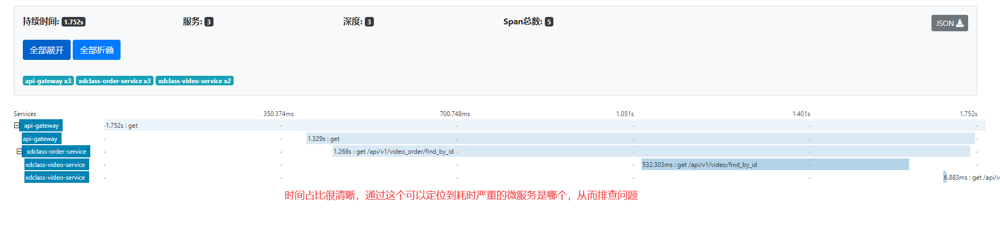 持续时间: 1.752s 服务: 3 深度: 3 Span总数: 5 JSON
全部展开 全部折叠
api-gateway x3 xdclass-order-service x3 xdclass-video-service x2
Services 350.374ms 700.748ms 1.051s 1.401s 1.752s
api-gateway 1.752s : get
api-gateway 1.329s : get
xdclass-order-service 1.268s : get /api/v1/video_order/find_by_id
xdclass-video-service 532.303ms : get /api/v1/video/find_by_id
xdclass-video-service 6.883ms : get /api/v
时间占比很清晰，通过这个可以定位到耗时严重的微服务是哪个，从而排查问题